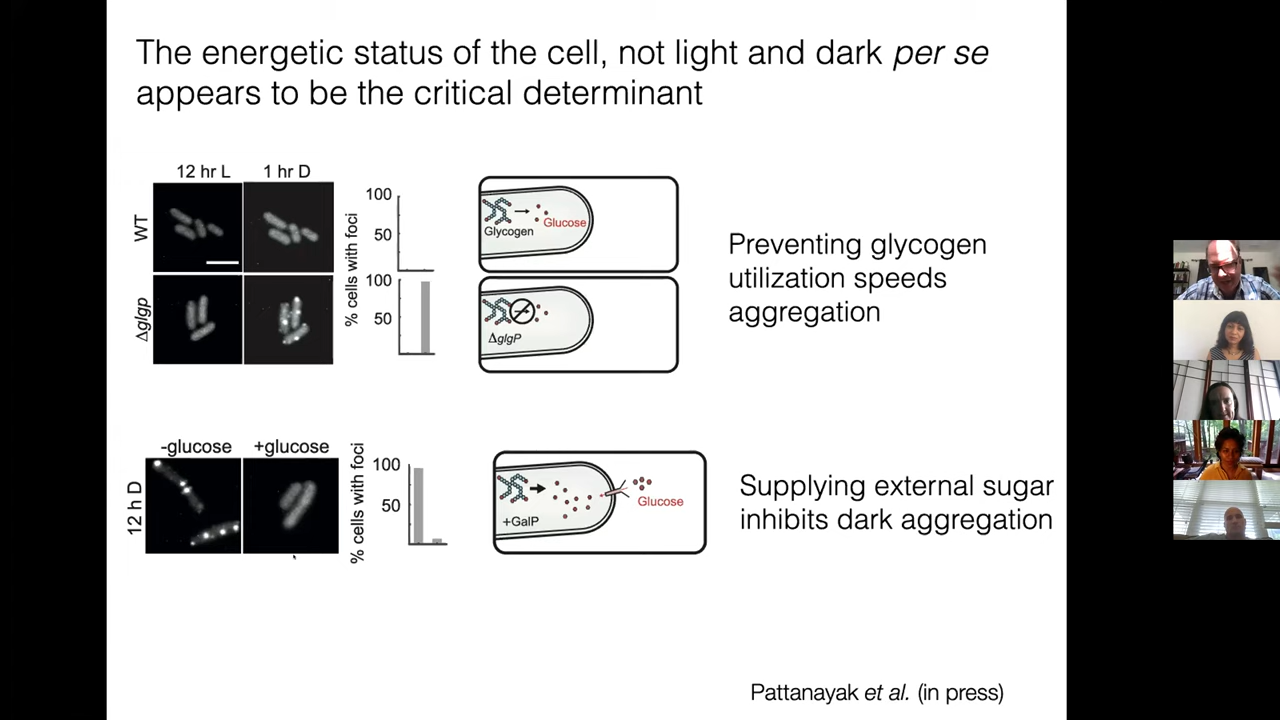 The energetic status of the cell, not light and dark per se
appears to be the critical determinant
12 hr L
1 hr D
WT
100
50
% cells with foci
Glycogen
Glucose
Δglgp
100
50
ΔglgP
Preventing glycogen
utilization speeds
aggregation
-glucose
+glucose
12 h D
100
50
% cells with foci
+GalP
Glucose
Supplying external sugar
inhibits dark aggregation
Pattanayak et al. (in press)